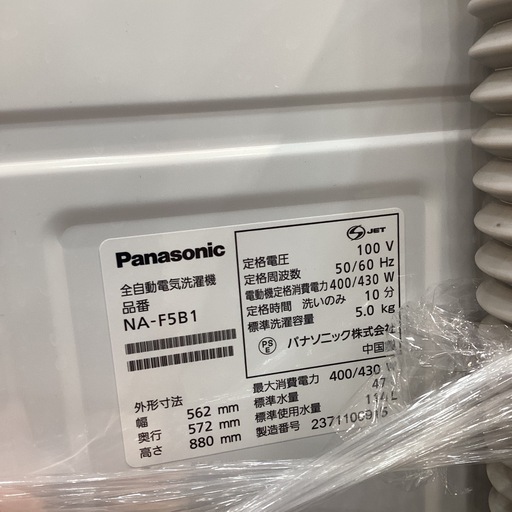 Panasonic
全自動電気洗濯機
品番
NA-F5B1
外形寸法
幅 562 mm
奥行 572 mm
高さ 880 mm
JET
定格電圧 100 V
定格周波数 50/60 Hz
電動機定格消費電力 400/430 W
定格時間 洗いのみ 10 分
標準洗濯容量 5.0 kg
PS E
パナソニック株式会社
中国製
最大消費電力 400/430 W
標準水量
標準使用水量
製造番号